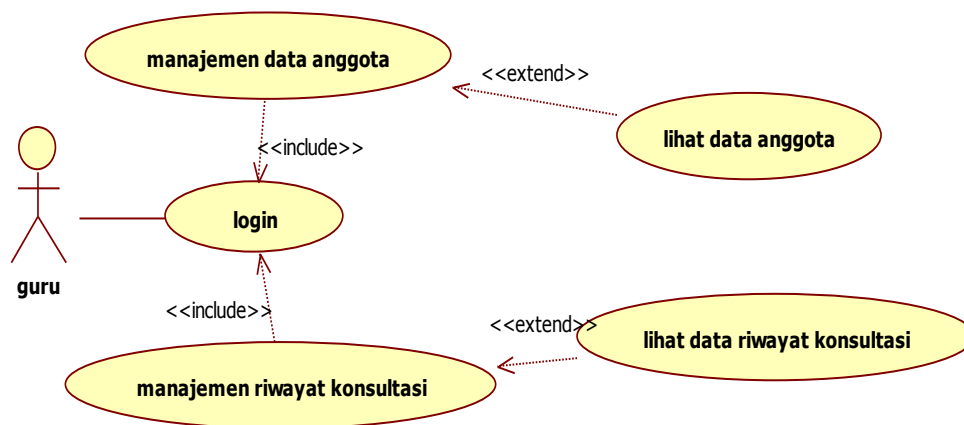 manajemen data anggota
<<extend>>
lihat data anggota
<<include>>
login
guru
<<include>>
<<extend>>
lihat data riwayat konsultasi
manajemen riwayat konsultasi